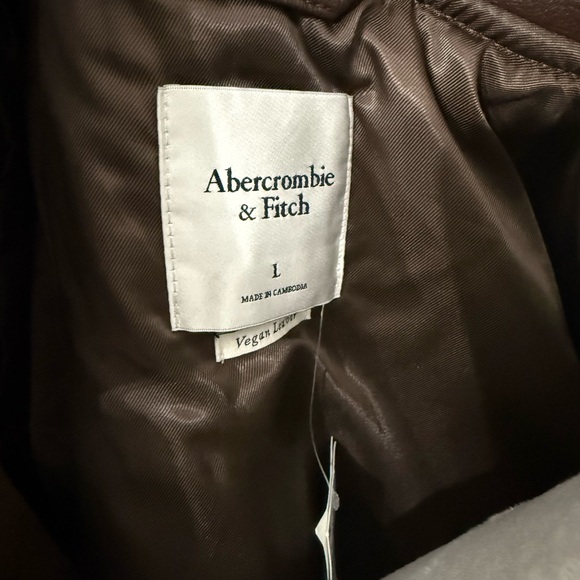 Abercrombie
& Fitch
L
MADE IN CAMBODIA
Vegan Leather